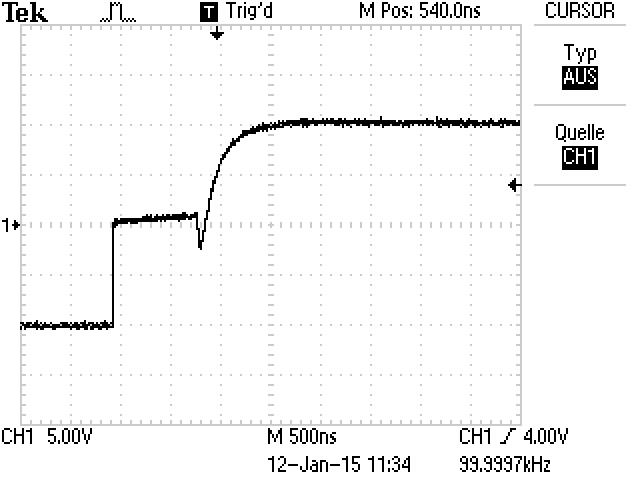 Tek T Trig'd M Pos: 540.0ns CURSOR
Typ
AUS
Quelle
CH1
1
CH1 5.00V M 500ns CH1 4.00V
12-Jan-15 11:34 99.9997kHz